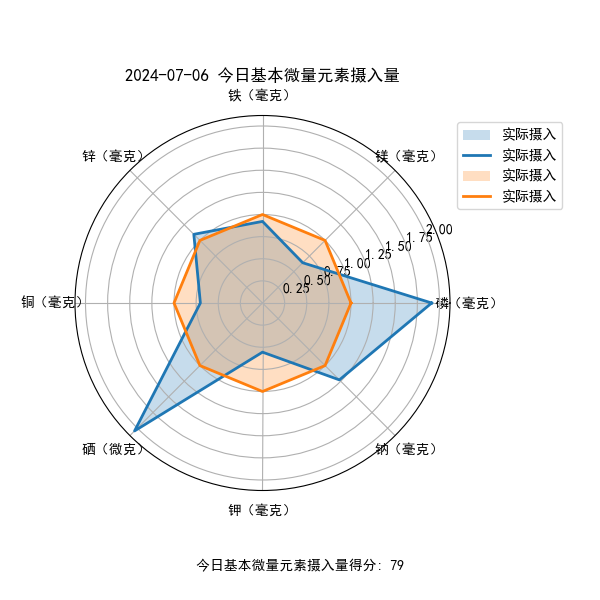 2024-07-06 今日基本微量元素摄入量
铁（毫克）
实际摄入
实际摄入
实际摄入
实际摄入
锌（毫克）
镁（毫克）
2.00
1.75
1.50
1.25
1.00
0.75
0.50
0.25
铜（毫克）
磷（毫克）
硒（微克）
钠（毫克）
钾（毫克）
今日基本微量元素摄入量得分: 79